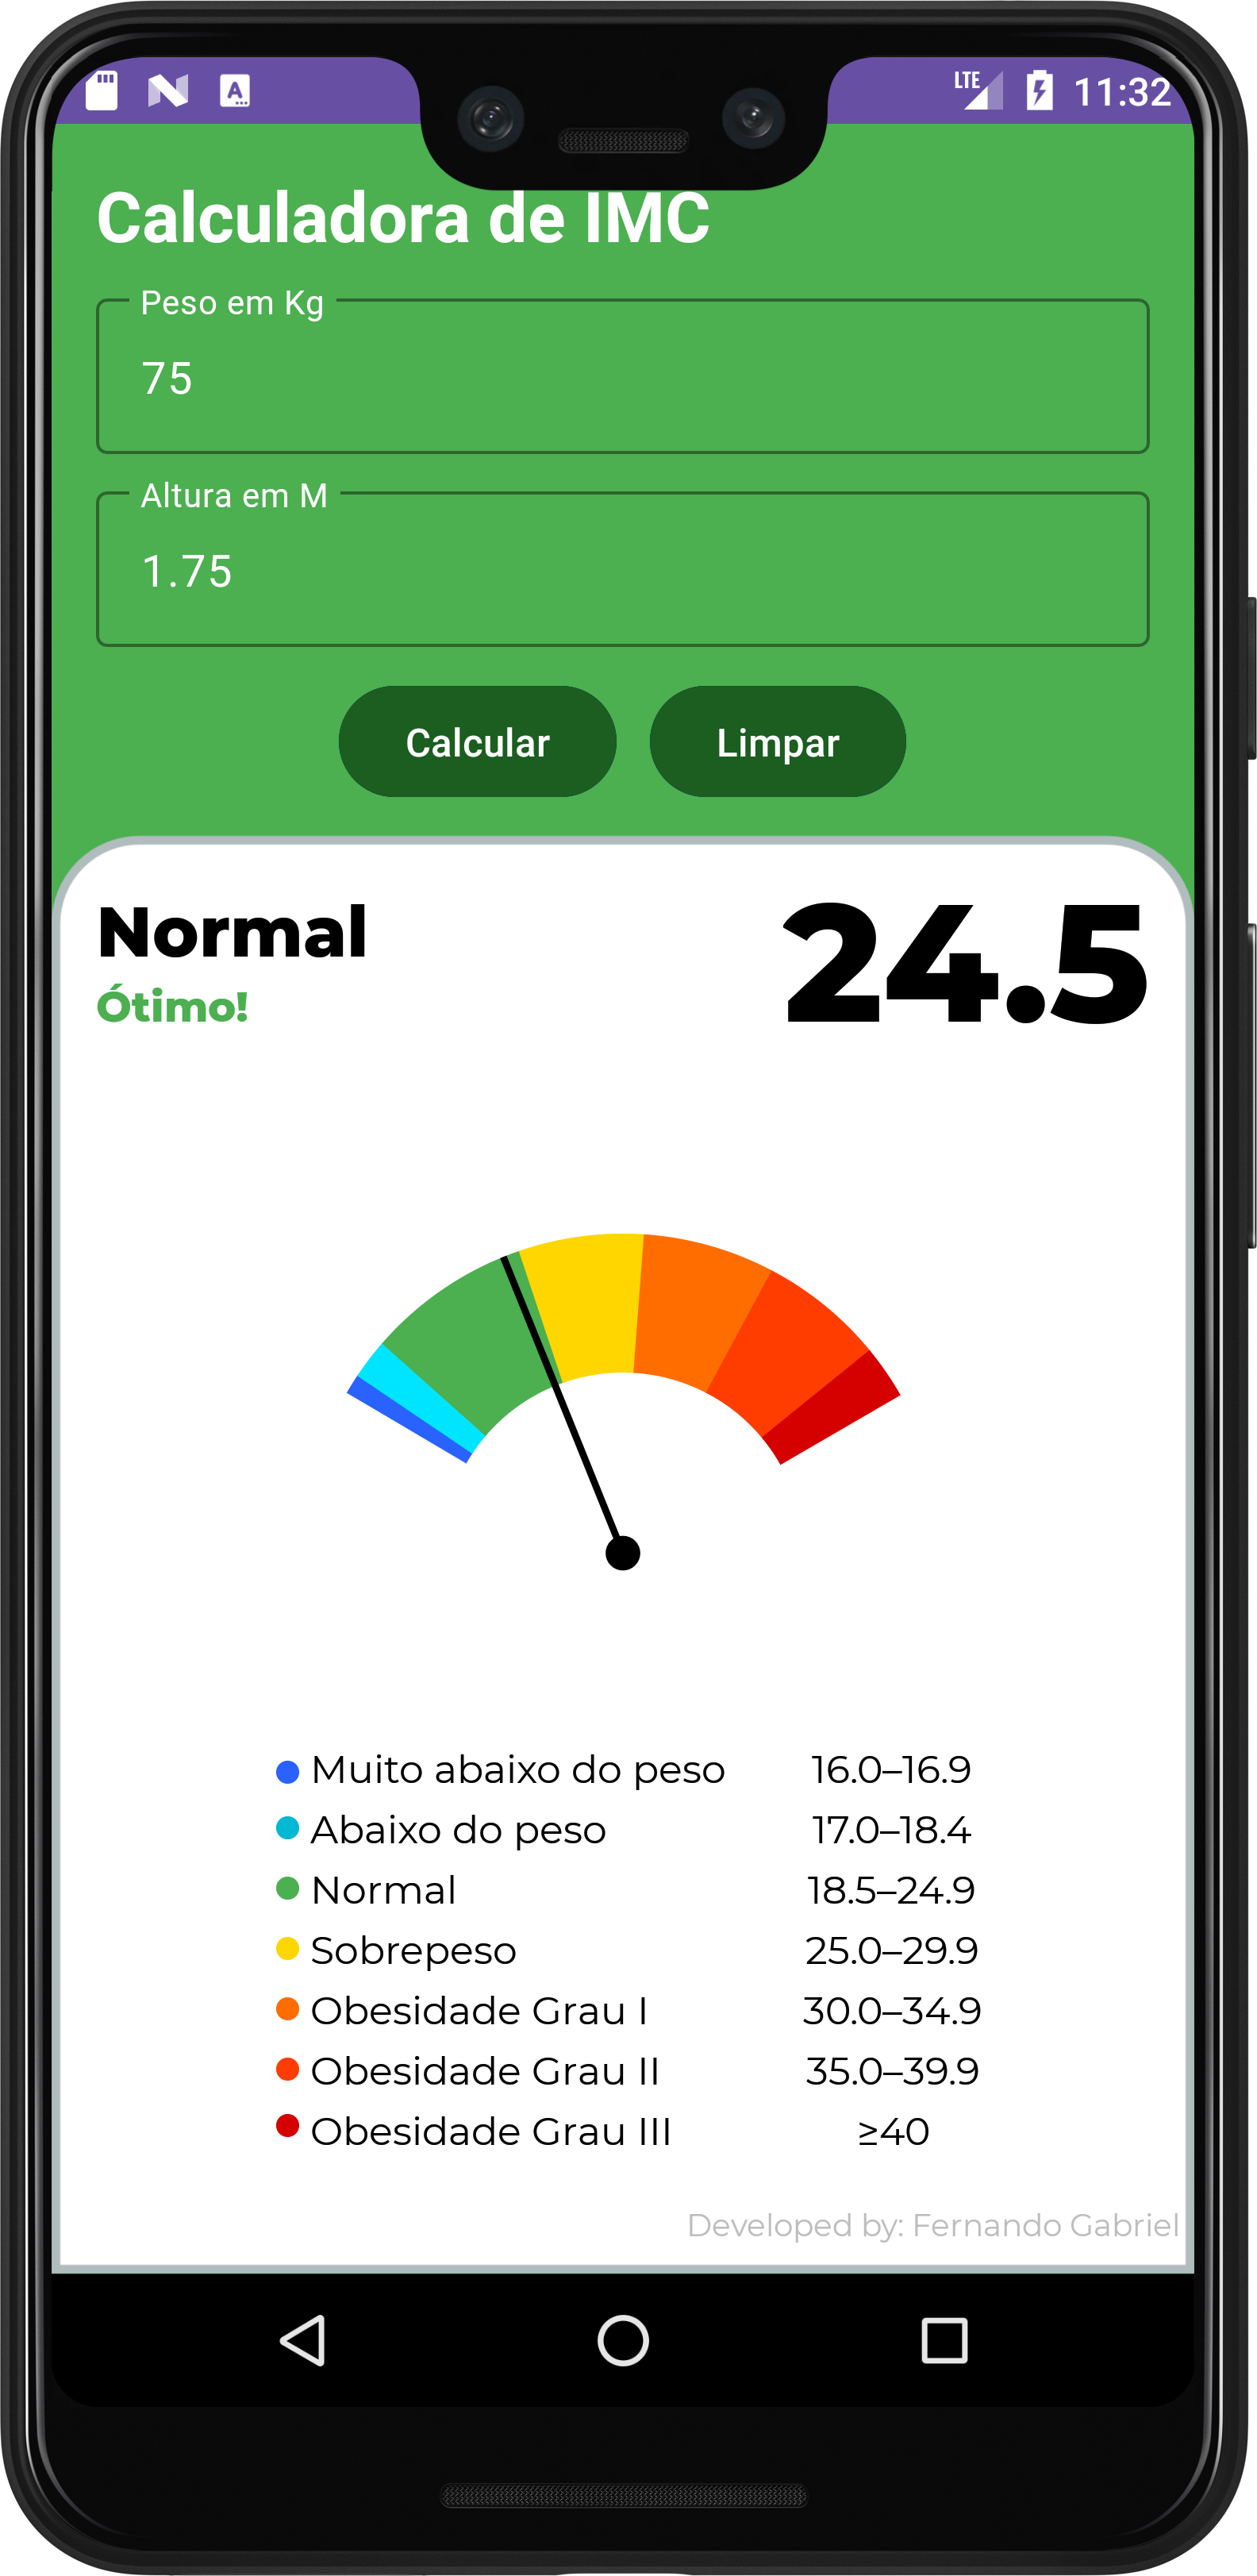 LTE 11:32
Calculadora de IMC
Peso em Kg
75
Altura em M
1.75
Calcular Limpar
Normal 24.5
Ótimo!
Muito abaixo do peso 16.0–16.9
Abaixo do peso 17.0–18.4
Normal 18.5–24.9
Sobrepeso 25.0–29.9
Obesidade Grau I 30.0–34.9
Obesidade Grau II 35.0–39.9
Obesidade Grau III ≥40
Developed by: Fernando Gabriel